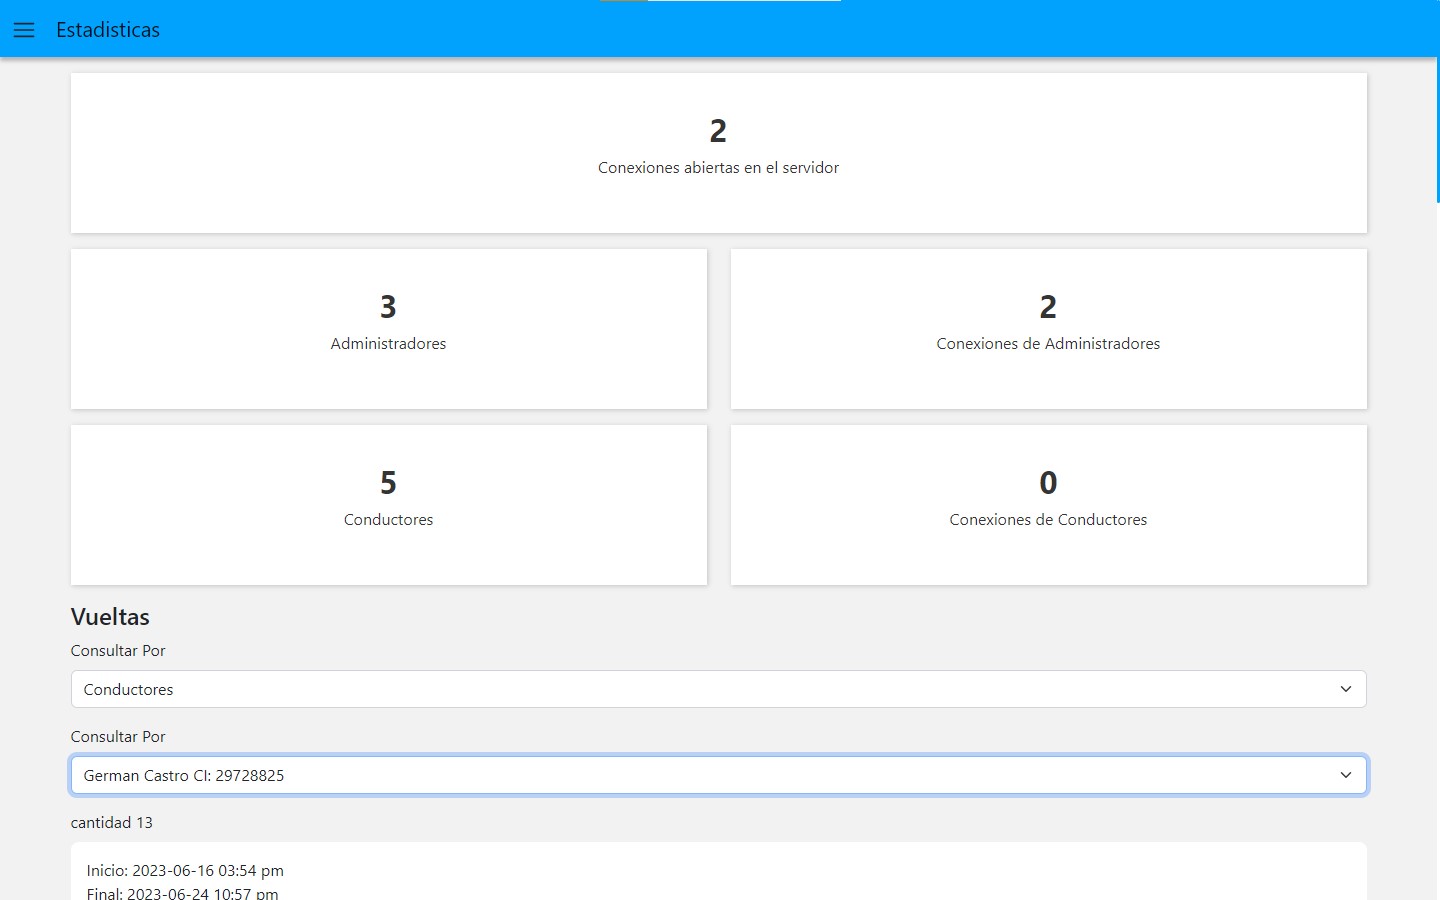 Estadisticas
2
Conexiones abiertas en el servidor
3
Administradores
2
Conexiones de Administradores
5
Conductores
0
Conexiones de Conductores
Vueltas
Consultar Por
Conductores
Consultar Por
German Castro CI: 29728825
cantidad 13
Inicio: 2023-06-16 03:54 pm
Final: 2023-06-24 10:57 pm